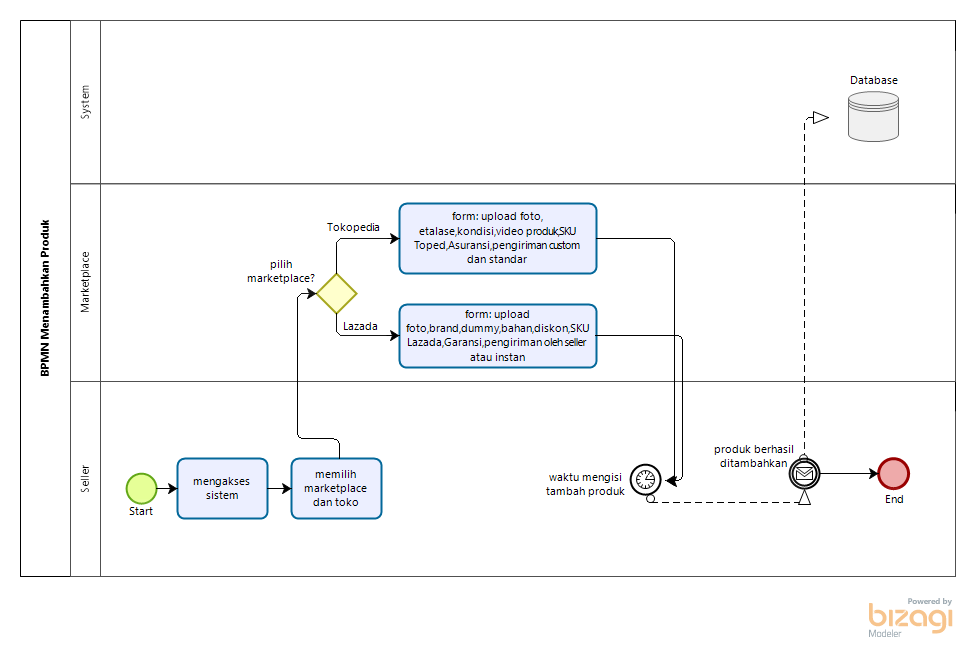 BPMN Menambahkan Produk
System
Database
Marketplace
pilih
marketplace?
Tokopedia
form: upload foto,
etalase,kondisi,video produk,SKU
Toped,Asuransi,pengiriman custom
dan standar
Lazada
form: upload
foto,brand,dummy,bahan,diskon,SKU
Lazada,Garansi,pengiriman oleh seller
atau instan
Seller
Start
mengakses
sistem
memilih
marketplace
dan toko
waktu mengisi
tambah produk
produk berhasil
ditambahkan
End
Powered by
bizagi
Modeler